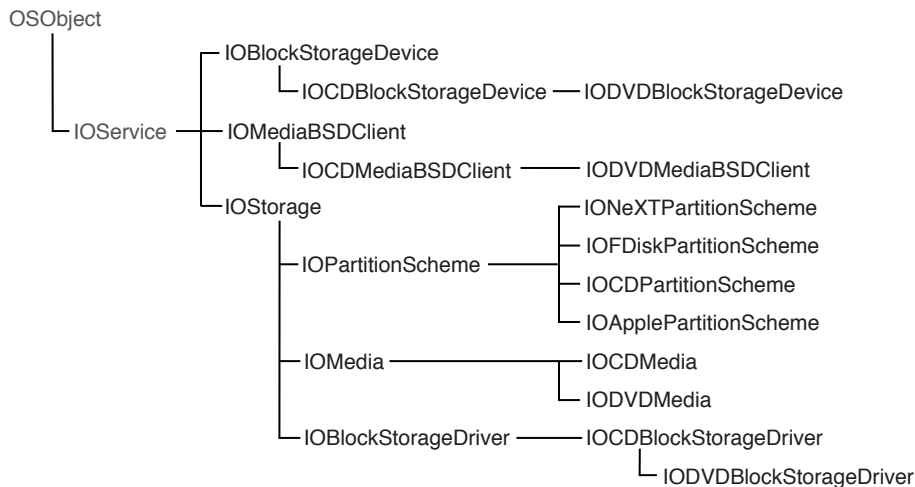 OSObject
IOBlockStorageDevice
IOCDBlockStorageDevice IODVDBlockStorageDevice
IOService IOMediaBSDClient
IOCDMediaBSDClient IODVDMediaBSDClient
IOStorage IONeXTPartitionScheme
IOFDiskPartitionScheme
IOPartitionScheme
IOCDPartitionScheme
IOApplePartitionScheme
IOMedia IOCDMedia
IODVDMedia
IOBlockStorageDriver IOCDBlockStorageDriver
IODVDBlockStorageDriver